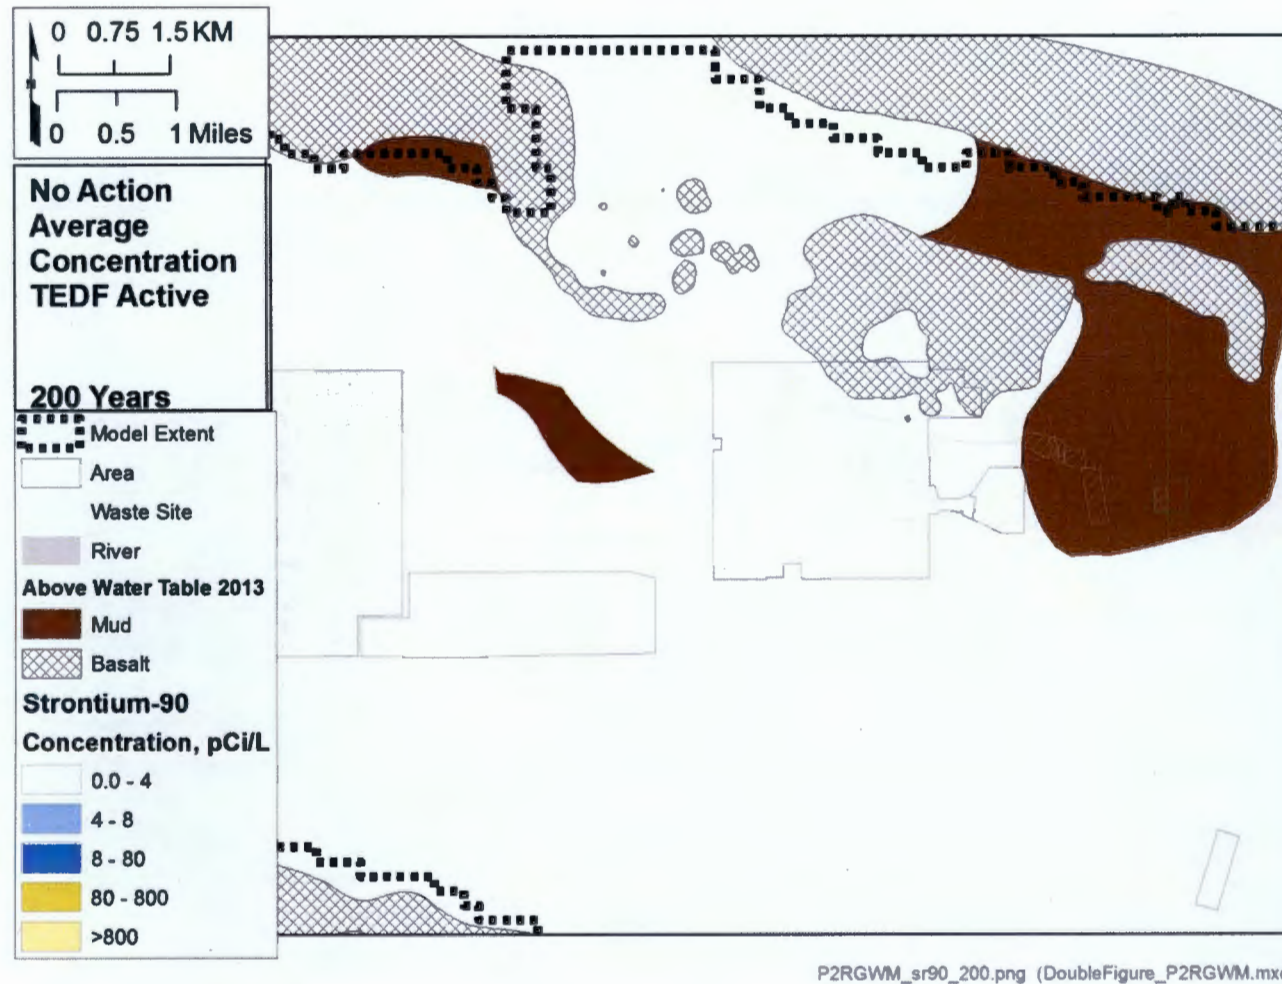 0 0.75 1.5 KM
0 0.5 1 Miles
No Action
Average
Concentration
TEDF Active
200 Years
Model Extent
Area
Waste Site
River
Above Water Table 2013
Mud
Basalt
Strontium-90
Concentration, pCi/L
0.0 - 4
4 - 8
8 - 80
80 - 800
>800
P2RGWM_sr90_200.png (DoubleFigure_P2RGWM.mx